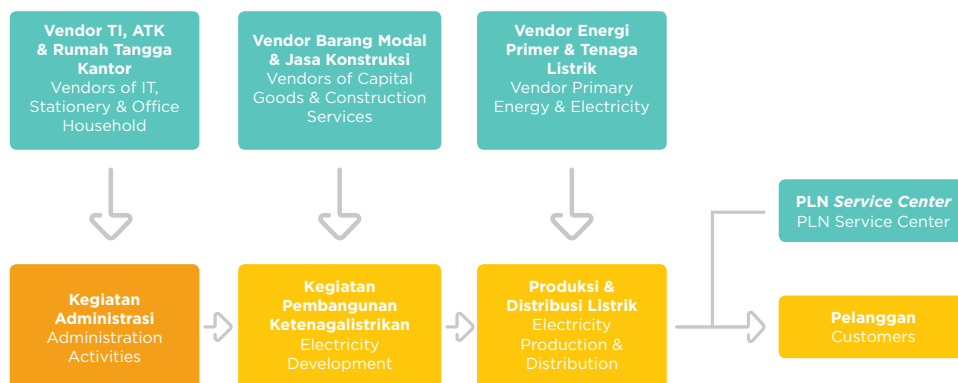 Vendor TI, ATK
& Rumah Tangga
Kantor
Vendors of IT,
Stationery & Office
Household
Vendor Barang Modal
& Jasa Konstruksi
Vendors of Capital
Goods & Construction
Services
Vendor Energi
Primer & Tenaga
Listrik
Vendor Primary
Energy & Electricity
PLN Service Center
PLN Service Center
Kegiatan
Administrasi
Administration
Activities
Kegiatan
Pembangunan
Ketenagalistrikan
Electricity
Development
Produksi &
Distribusi Listrik
Electricity
Production &
Distribution
Pelanggan
Customers